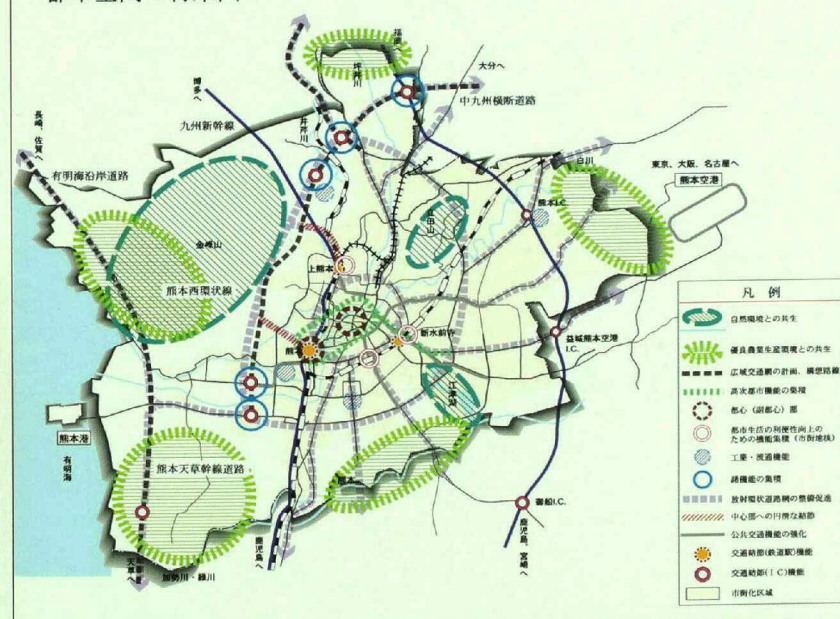 福岡へ
大分へ
坪井川
中九州横断道路
博多へ
九州新幹線
井芹川
長崎、佐賀へ
有明海沿岸道路
白川
東京、大阪、名古屋へ
熊本空港
立田山
熊本I.C.
金峰山
上熊本
熊本西環状線
新水前寺
益城熊本空港
I.C.
熊本
江津湖
熊本港
有明海
熊本天草幹線道路
御船I.C.
鹿児島へ
鹿児島、宮崎へ
天草へ
加勢川・緑川
凡 例
自然環境との共生
優良農業生産環境との共生
広域交通網の計画、構想路線
高次都市機能の集積
都心（副都心）部
都市生活の利便性向上の
ための機能集積（市街地核）
工業・流通機能
諸機能の集積
放射環状道路網の整備促進
中心部への円滑な結節
公共交通機能の強化
交通結節(鉄道駅)機能
交通結節(IC)機能
市街化区域